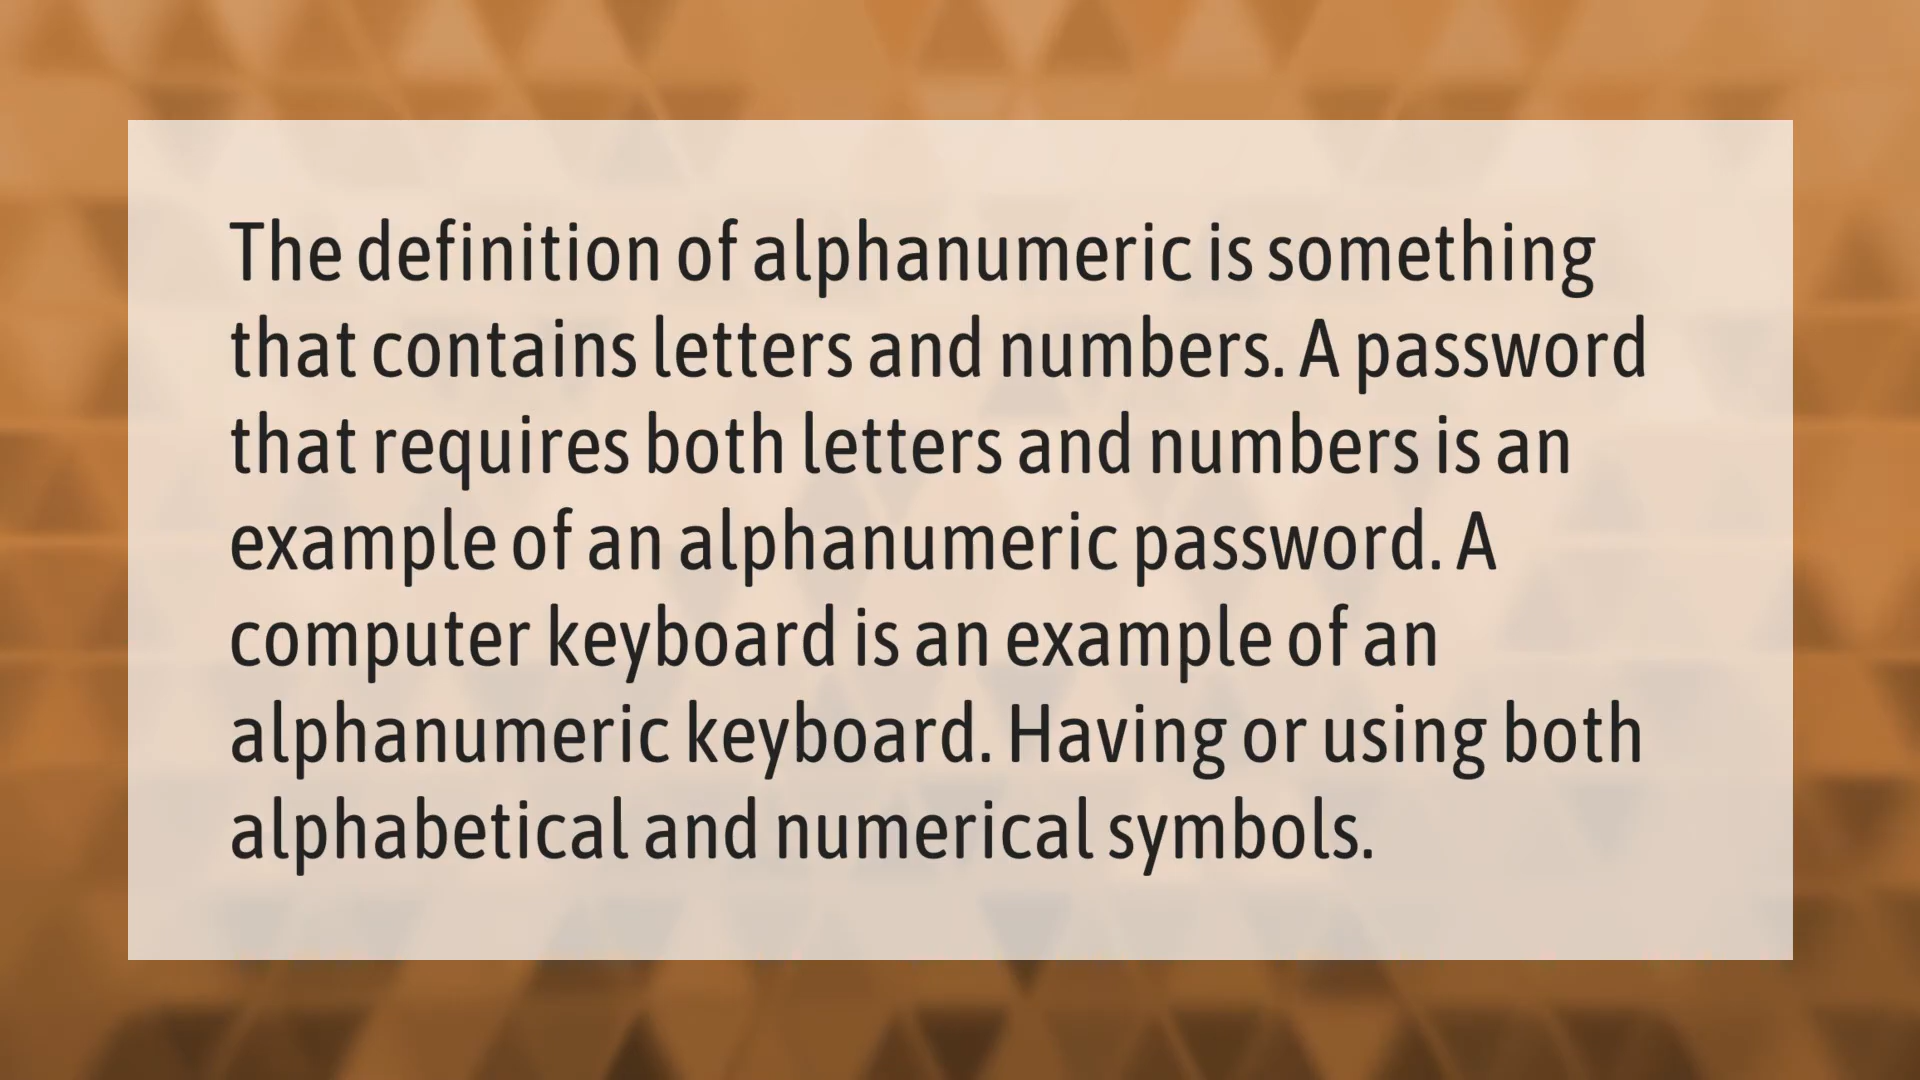 The definition of alphanumeric is something
that contains letters and numbers. A password
that requires both letters and numbers is an
example of an alphanumeric password. A
computer keyboard is an example of an
alphanumeric keyboard. Having or using both
alphabetical and numerical symbols.